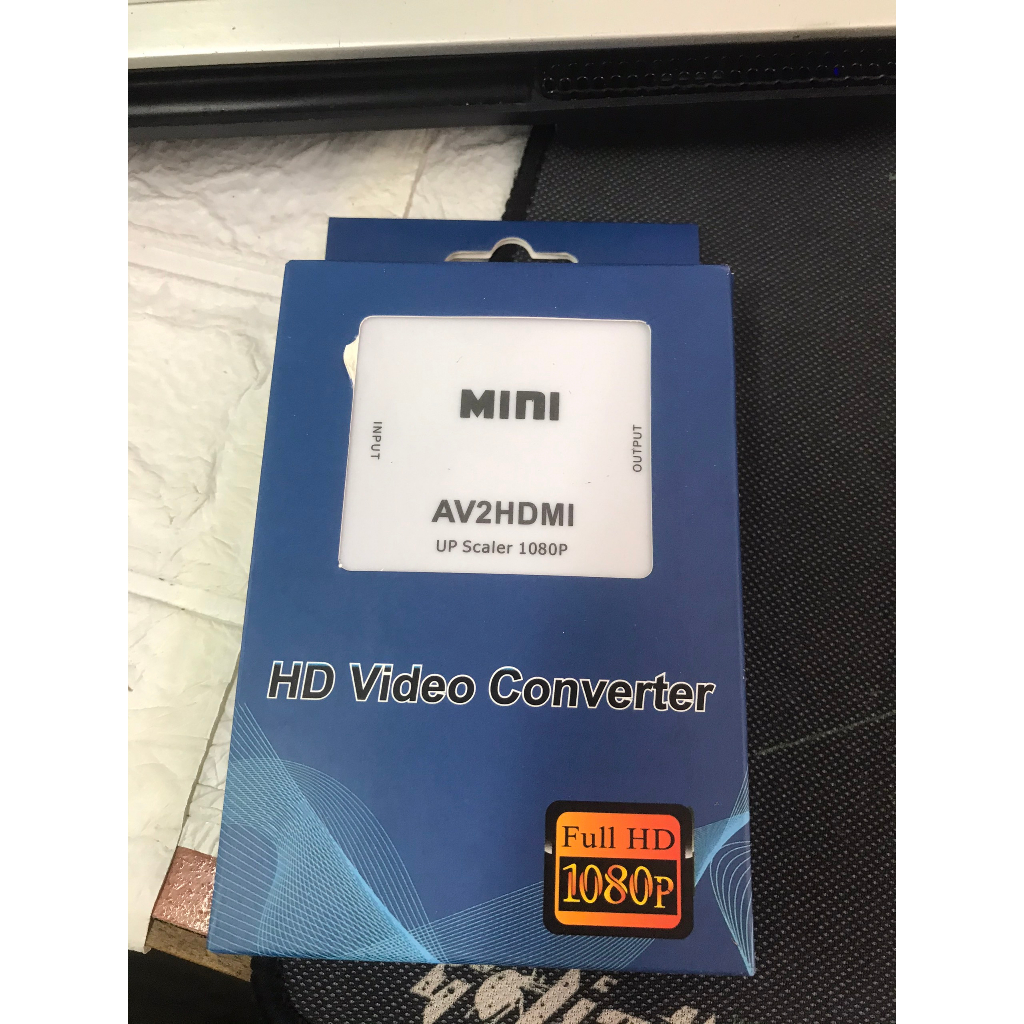 MINI
INPUT
OUTPUT
AV2HDMI
UP Scaler 1080P
HD Video Converter
Full HD
1080P